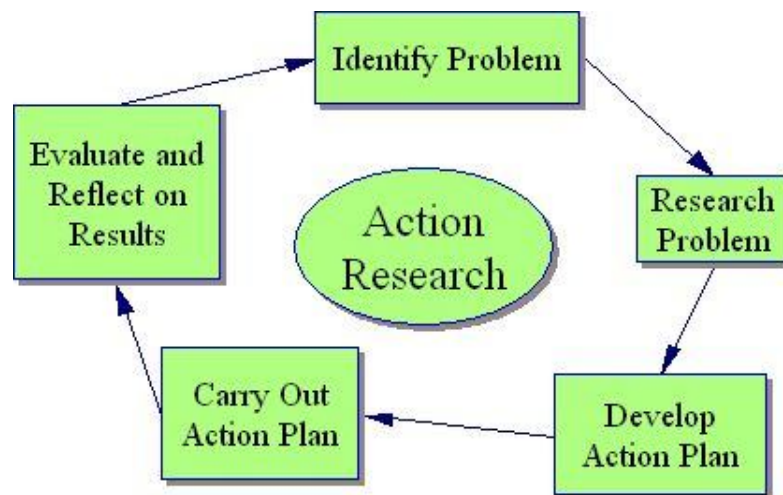 Identify Problem
Research
Problem
Develop
Action Plan
Carry Out
Action Plan
Evaluate and
Reflect on
Results
Action
Research